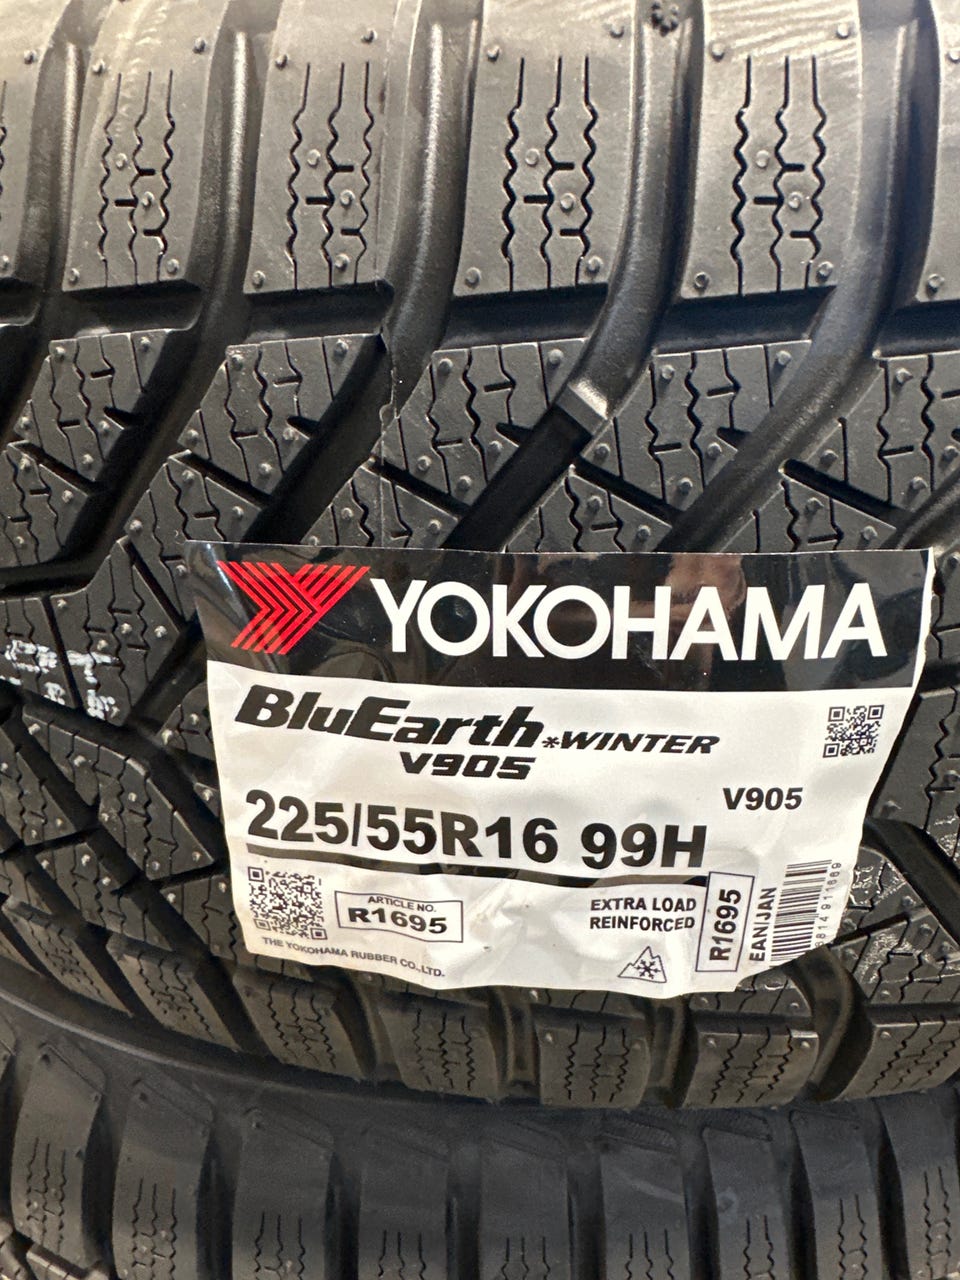 YOKOHAMA
BluEarth*WINTER
V905
V905
225/55R16 99H
ARTICLE NO.
R1695
EXTRA LOAD
REINFORCED
R1695
EAN/JAN
THE YOKOHAMA RUBBER CO.,LTD.